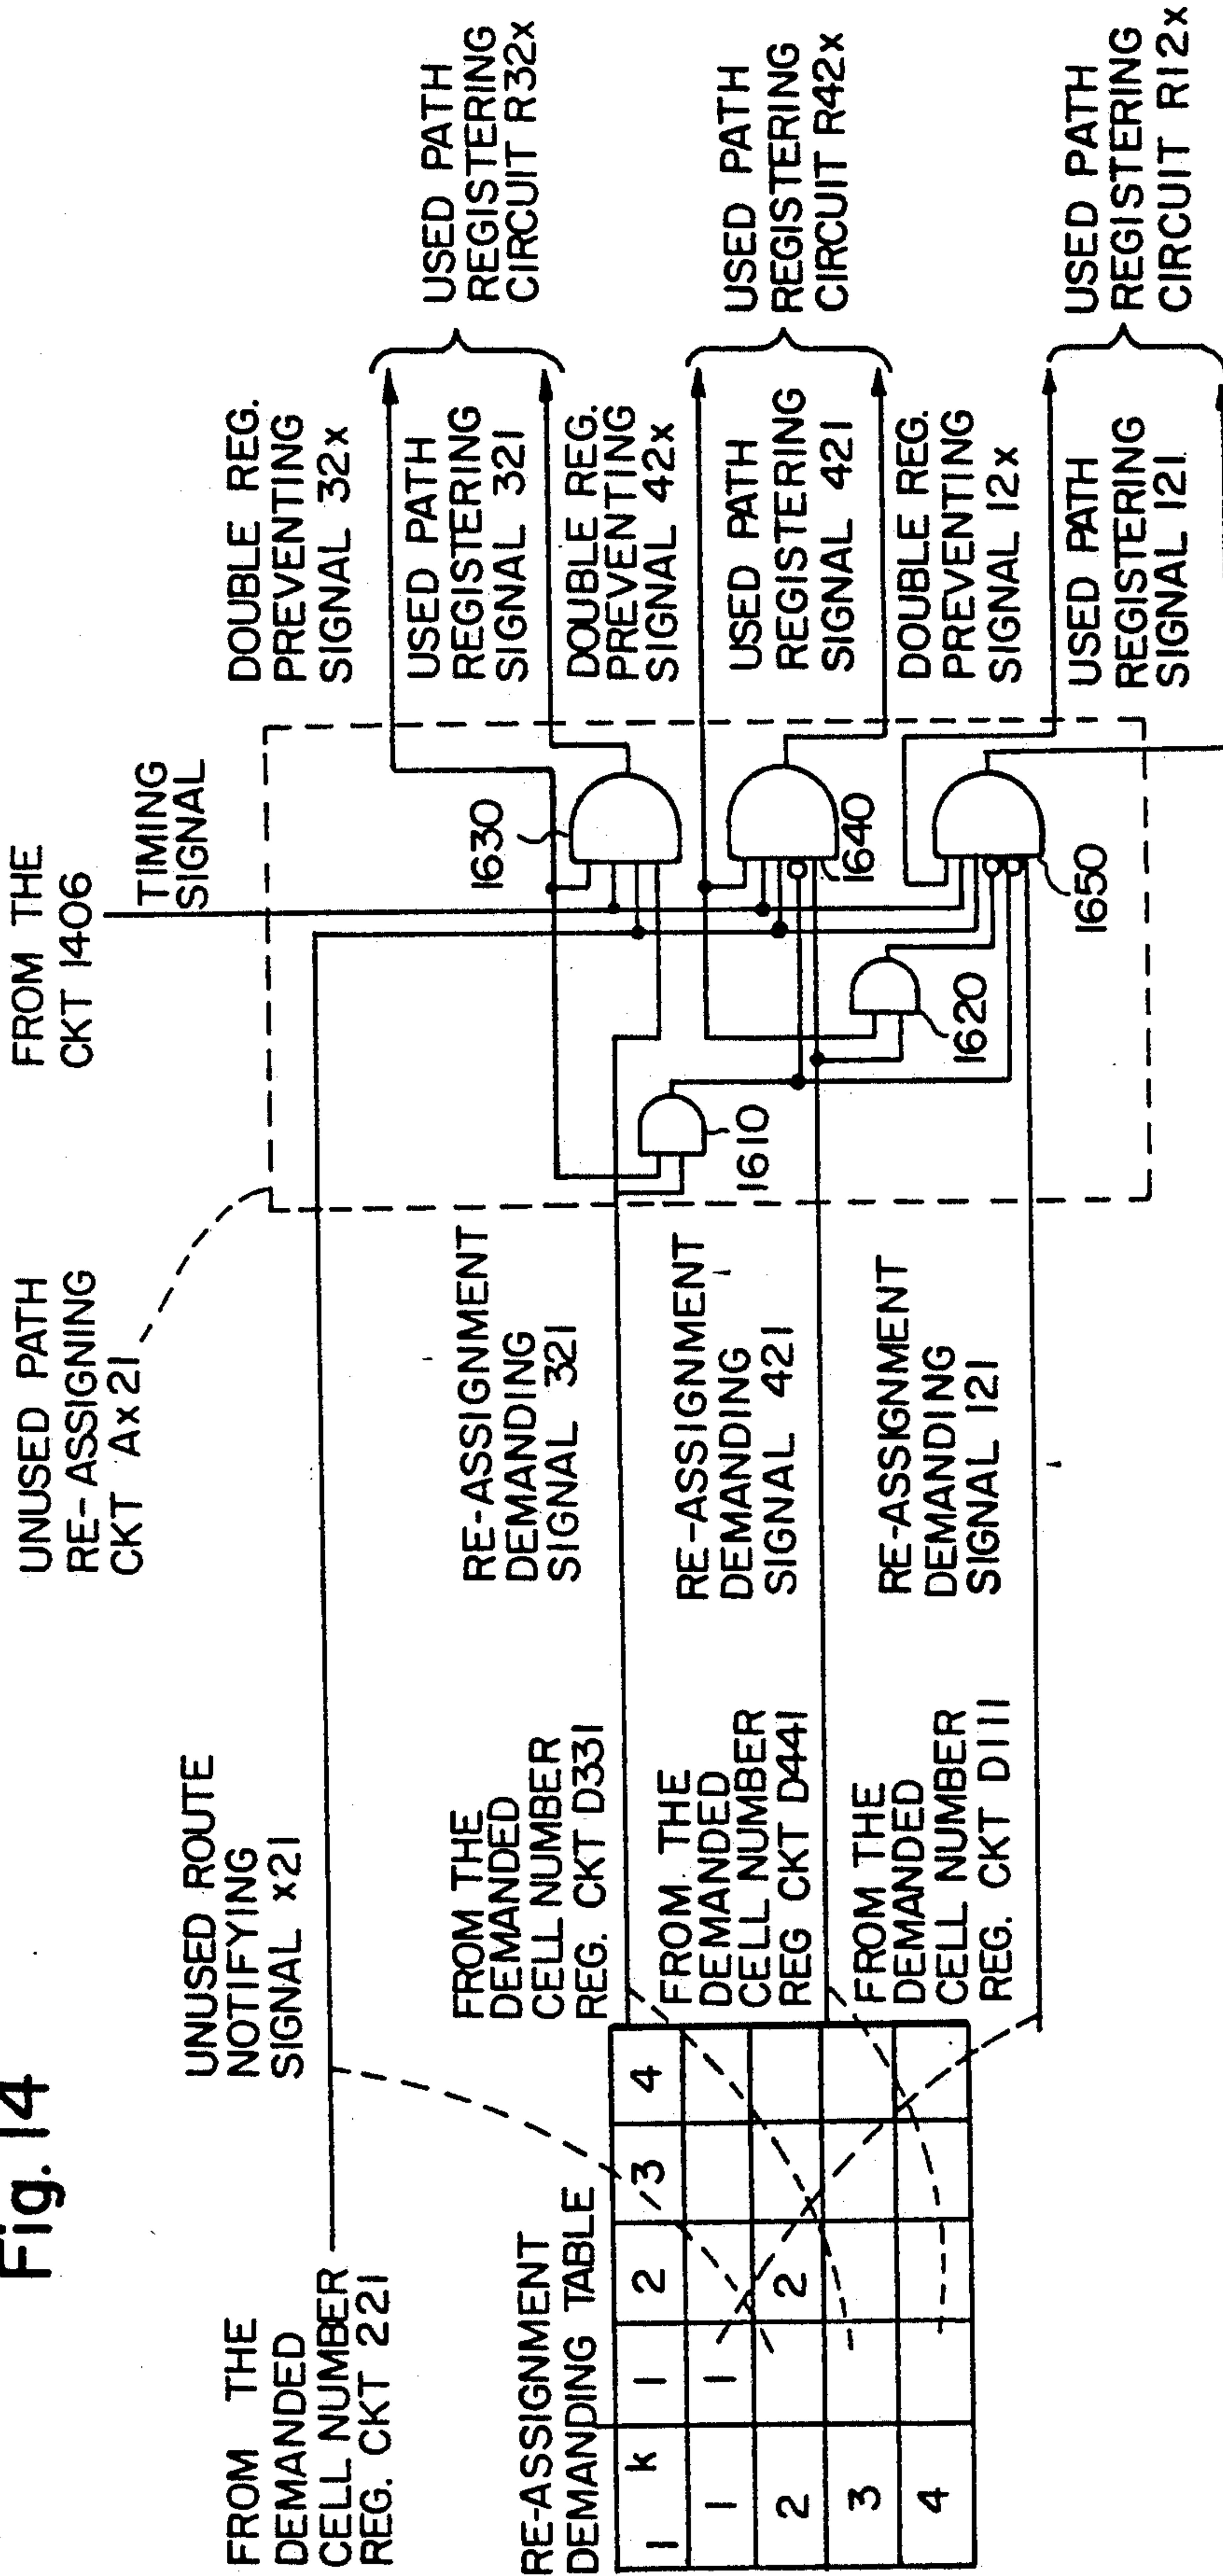 Fig. 14
FROM THE
CKT 1406
TIMING
SIGNAL
UNUSED PATH
RE-ASSIGNING
CKT Ax21
UNUSED ROUTE
NOTIFYING
SIGNAL x21
FROM THE
DEMANDED
CELL NUMBER
REG. CKT 221
DOUBLE REG.
PREVENTING
SIGNAL 32x
USED PATH
REGISTERING
SIGNAL 321
USED PATH
REGISTERING
CIRCUIT R32x
DOUBLE REG.
PREVENTING
SIGNAL 42x
USED PATH
REGISTERING
SIGNAL 421
USED PATH
REGISTERING
CIRCUIT R42x
DOUBLE REG.
PREVENTING
SIGNAL 12x
USED PATH
REGISTERING
SIGNAL 121
USED PATH
REGISTERING
CIRCUIT R12x
1630
1640
1650
1610
1620
RE-ASSIGNMENT
DEMANDING
SIGNAL 321
RE-ASSIGNMENT
DEMANDING
SIGNAL 421
RE-ASSIGNMENT
DEMANDING
SIGNAL 121
FROM THE
DEMANDED
CELL NUMBER
REG. CKT D331
FROM THE
DEMANDED
CELL NUMBER
REG CKT D441
FROM THE
DEMANDED
CELL NUMBER
REG. CKT D111
RE-ASSIGNMENT
DEMANDING TABLE
l k 1 2 3 4
1 1
2 2
3
4